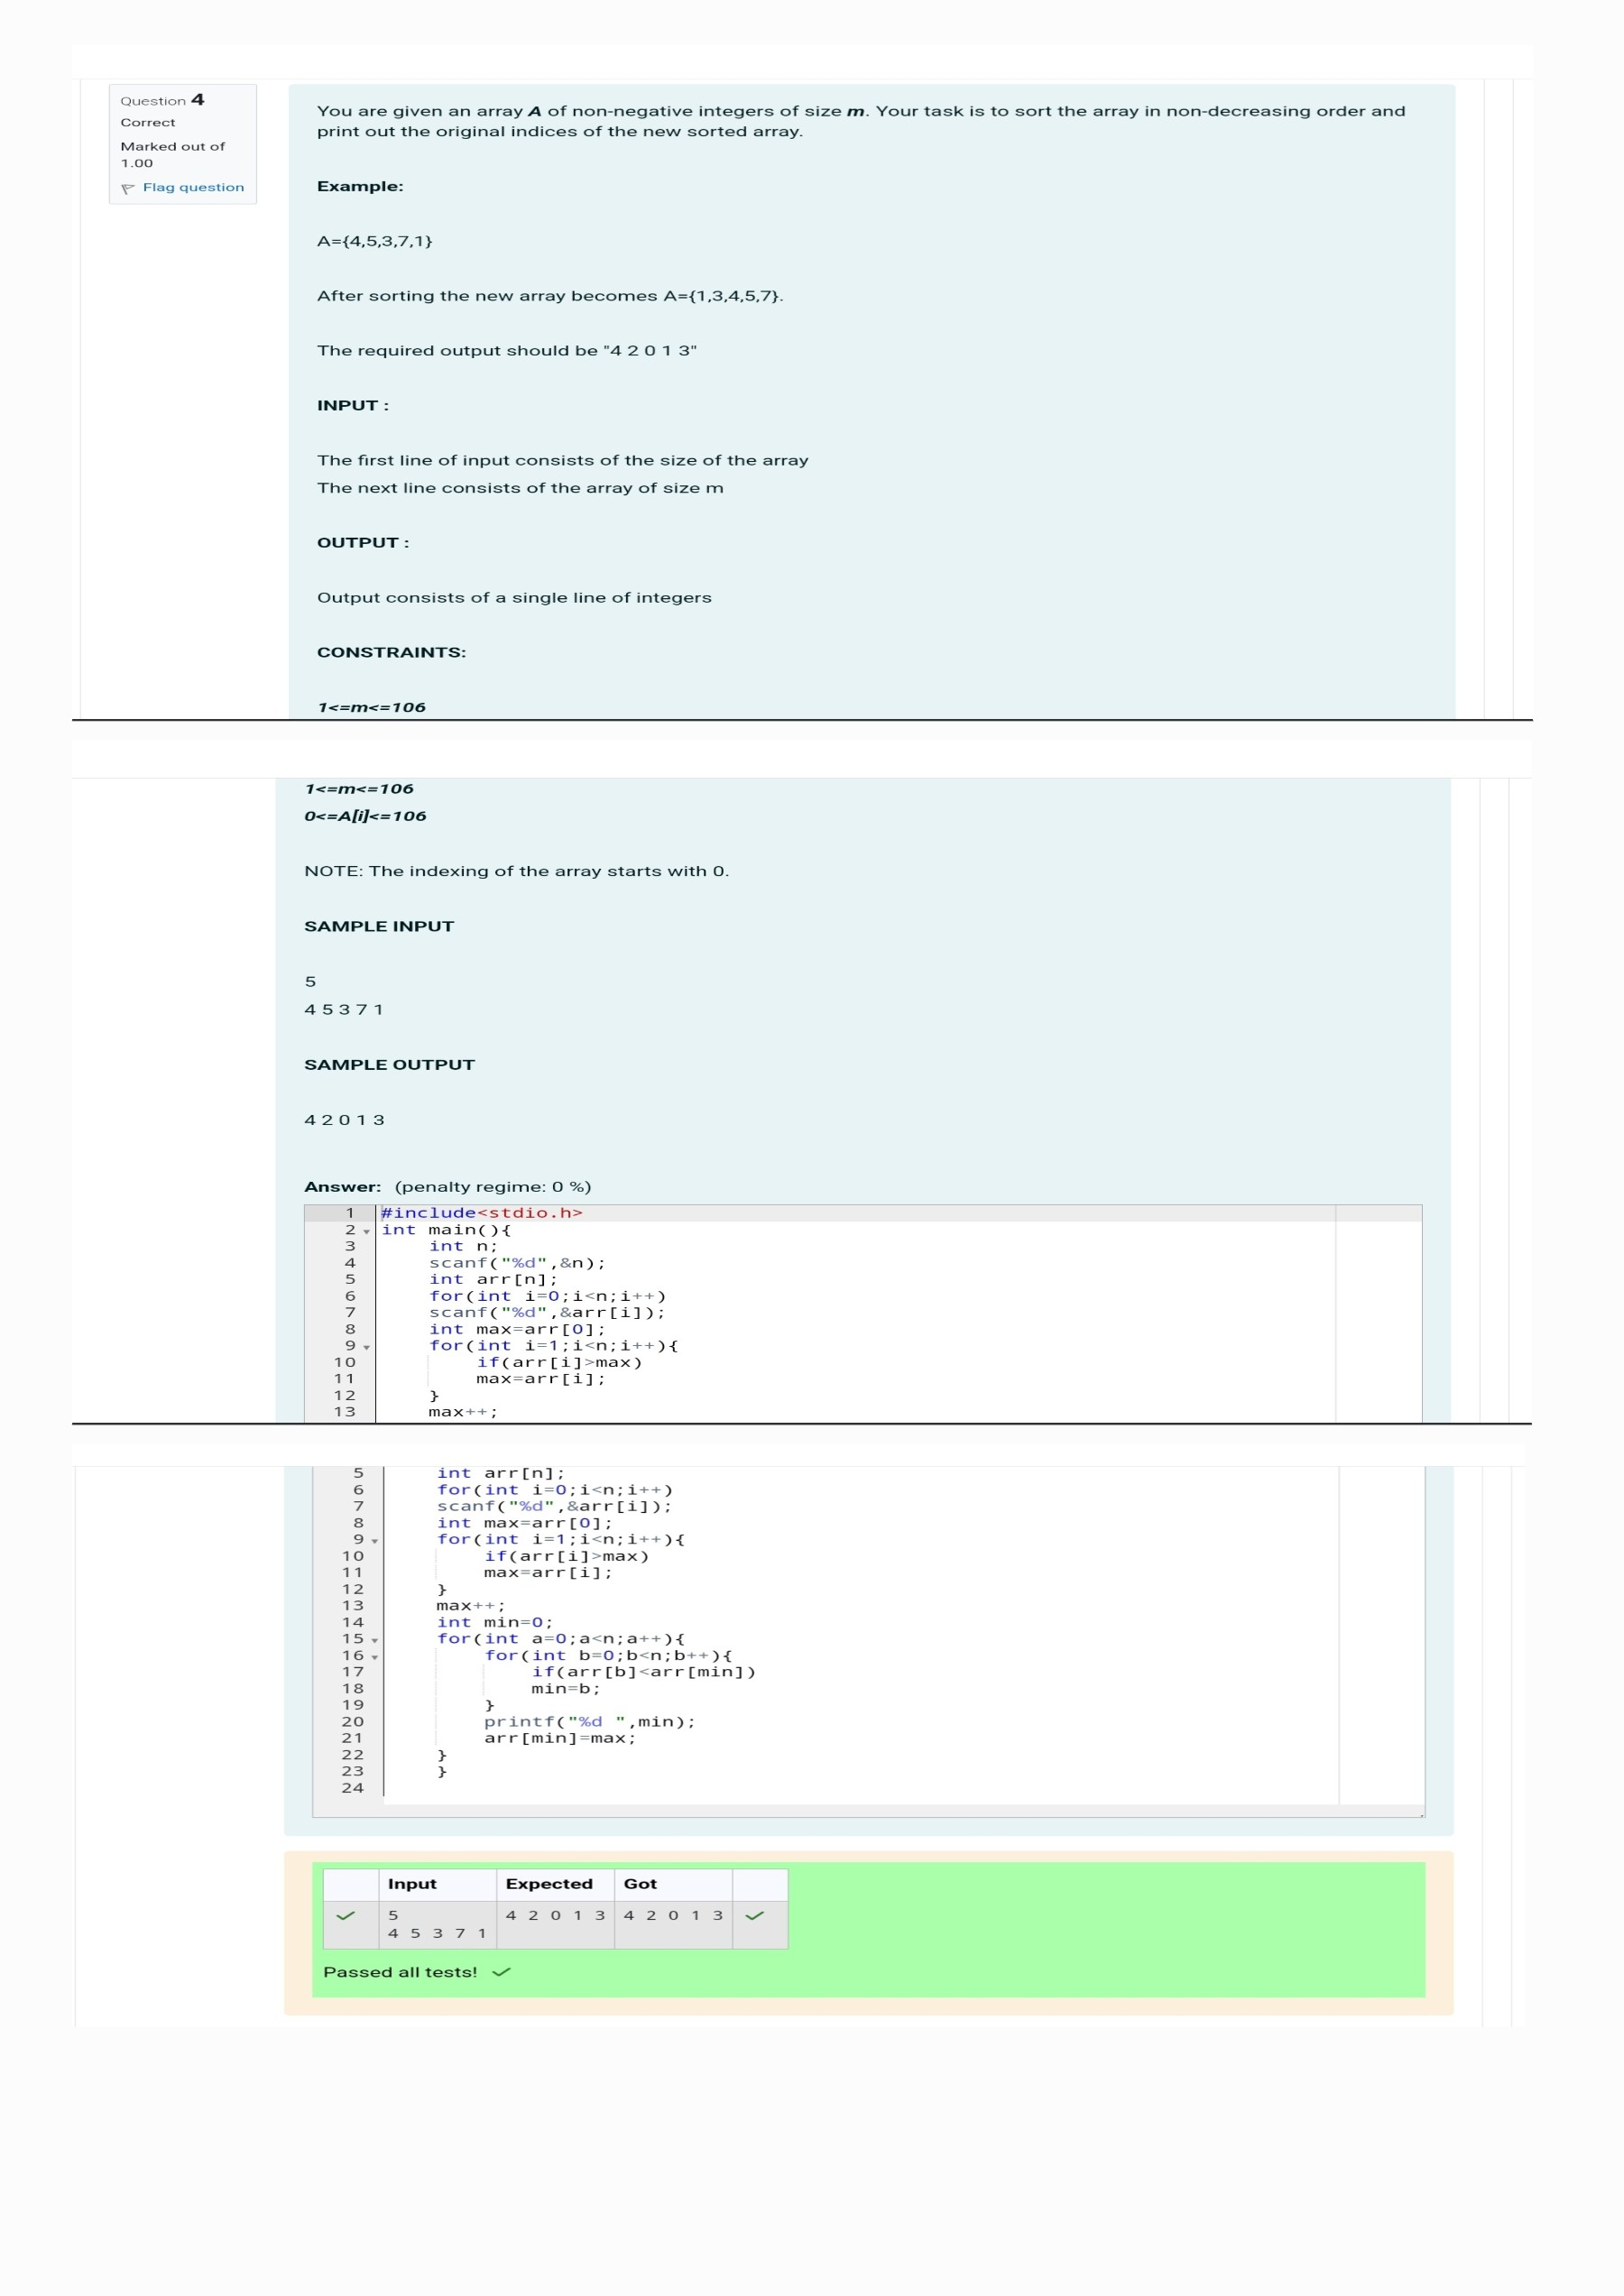 Question 4
Correct
Marked out of
1.00
Flag question
You are given an array A of non-negative integers of size m. Your task is to sort the array in non-decreasing order and
print out the original indices of the new sorted array.
Example:
A={4,5,3,7,1}
After sorting the new array becomes A={1,3,4,5,7}.
The required output should be "4 2 0 1 3"
INPUT :
The first line of input consists of the size of the array
The next line consists of the array of size m
OUTPUT :
Output consists of a single line of integers
CONSTRAINTS:
1<=m<=106
1<=m<=106
0<=A[i]<=106
NOTE: The indexing of the array starts with 0.
SAMPLE INPUT
5
4 5 3 7 1
SAMPLE OUTPUT
4 2 0 1 3
Answer: (penalty regime: 0 %)
1 #include<stdio.h>
2 int main(){
3 int n;
4 scanf("%d",&n);
5 int arr[n];
6 for(int i=0;i<n;i++)
7 scanf("%d",&arr[i]);
8 int max=arr[0];
9 for(int i=1;i<n;i++){
10 if(arr[i]>max)
11 max=arr[i];
12 }
13 max++;
5 int arr[n];
6 for(int i=0;i<n;i++)
7 scanf("%d",&arr[i]);
8 int max=arr[0];
9 for(int i=1;i<n;i++){
10 if(arr[i]>max)
11 max=arr[i];
12 }
13 max++;
14 int min=0;
15 for(int a=0;a<n;a++){
16 for(int b=0;b<n;b++){
17 if(arr[b]<arr[min])
18 min=b;
19 }
20 printf("%d ",min);
21 arr[min]=max;
22 }
23 }
24
Input Expected Got
5 4 2 0 1 3 4 2 0 1 3
4 5 3 7 1
Passed all tests!